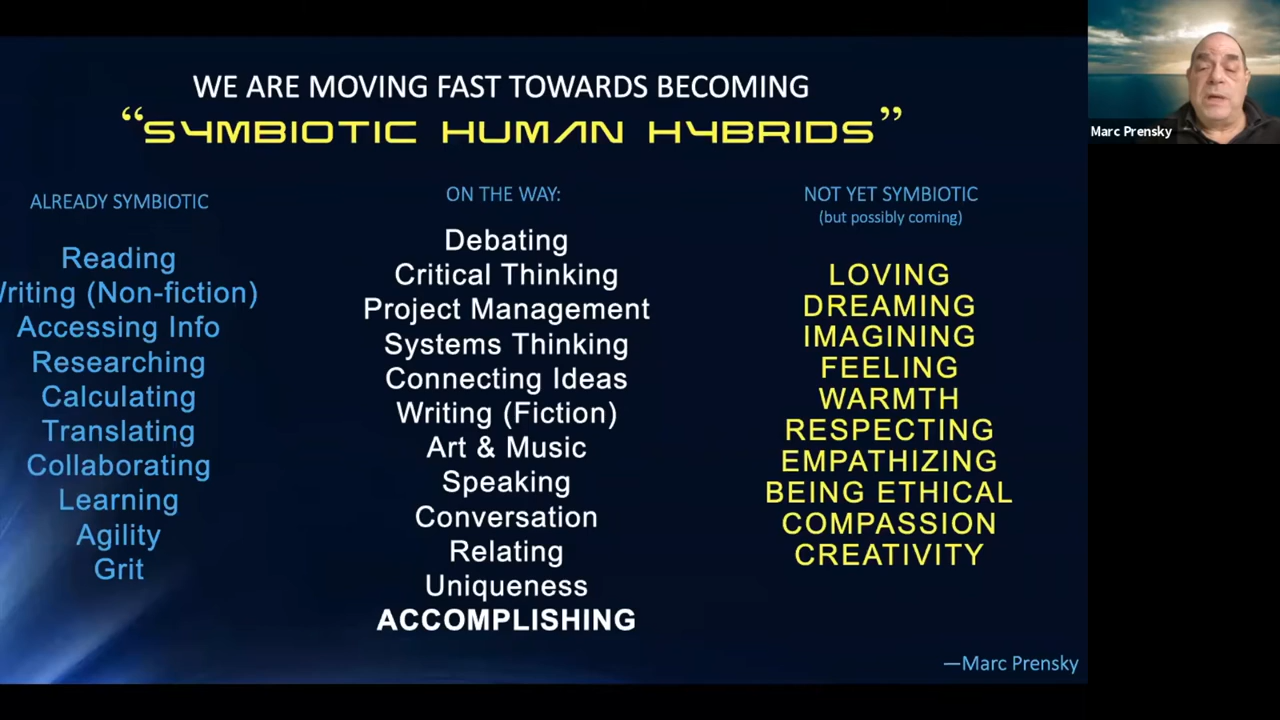 WE ARE MOVING FAST TOWARDS BECOMING
“SYMBIOTIC HUMAN HYBRIDS”
ALREADY SYMBIOTIC
Reading
Writing (Non-fiction)
Accessing Info
Researching
Calculating
Translating
Collaborating
Learning
Agility
Grit
ON THE WAY:
Debating
Critical Thinking
Project Management
Systems Thinking
Connecting Ideas
Writing (Fiction)
Art & Music
Speaking
Conversation
Relating
Uniqueness
ACCOMPLISHING
NOT YET SYMBIOTIC
(but possibly coming)
LOVING
DREAMING
IMAGINING
FEELING
WARMTH
RESPECTING
EMPATHIZING
BEING ETHICAL
COMPASSION
CREATIVITY
—Marc Prensky
Marc Prensky